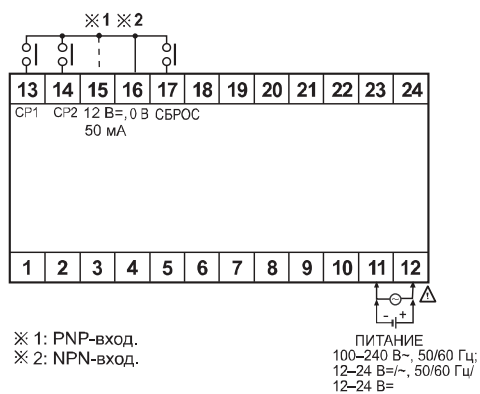 ※1 ※2
13 14 15 16 17 18 19 20 21 22 23 24
CP1 CP2 12 В=, 0 В СБРОС
50 мА
1 2 3 4 5 6 7 8 9 10 11 12
~
- +
!
※ 1: PNP-вход.
※ 2: NPN-вход.
ПИТАНИЕ
100–240 В~, 50/60 Гц;
12–24 В=/~, 50/60 Гц/
12–24 В=